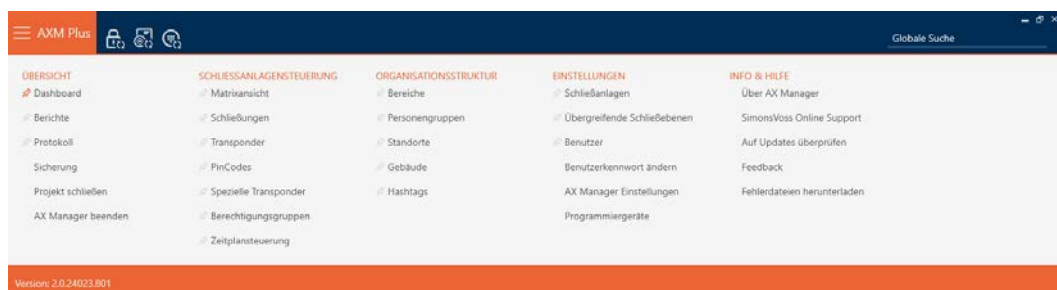 AXM Plus
Globale Suche
ÜBERSICHT
Dashboard
Berichte
Protokoll
Sicherung
Projekt schließen
AX Manager beenden
SCHLIESSANLAGENSTEUERUNG
Matrixansicht
Schließungen
Transponder
PinCodes
Spezielle Transponder
Berechtigungsgruppen
Zeitplansteuerung
ORGANISATIONSSTRUKTUR
Bereiche
Personengruppen
Standorte
Gebäude
Hashtags
EINSTELLUNGEN
Schließanlagen
Übergreifende Schließebenen
Benutzer
Benutzerkennwort ändern
AX Manager Einstellungen
Programmiergeräte
INFO & HILFE
Über AX Manager
SimonsVoss Online Support
Auf Updates überprüfen
Feedback
Fehlerdateien herunterladen
Version: 2.0.24023.801